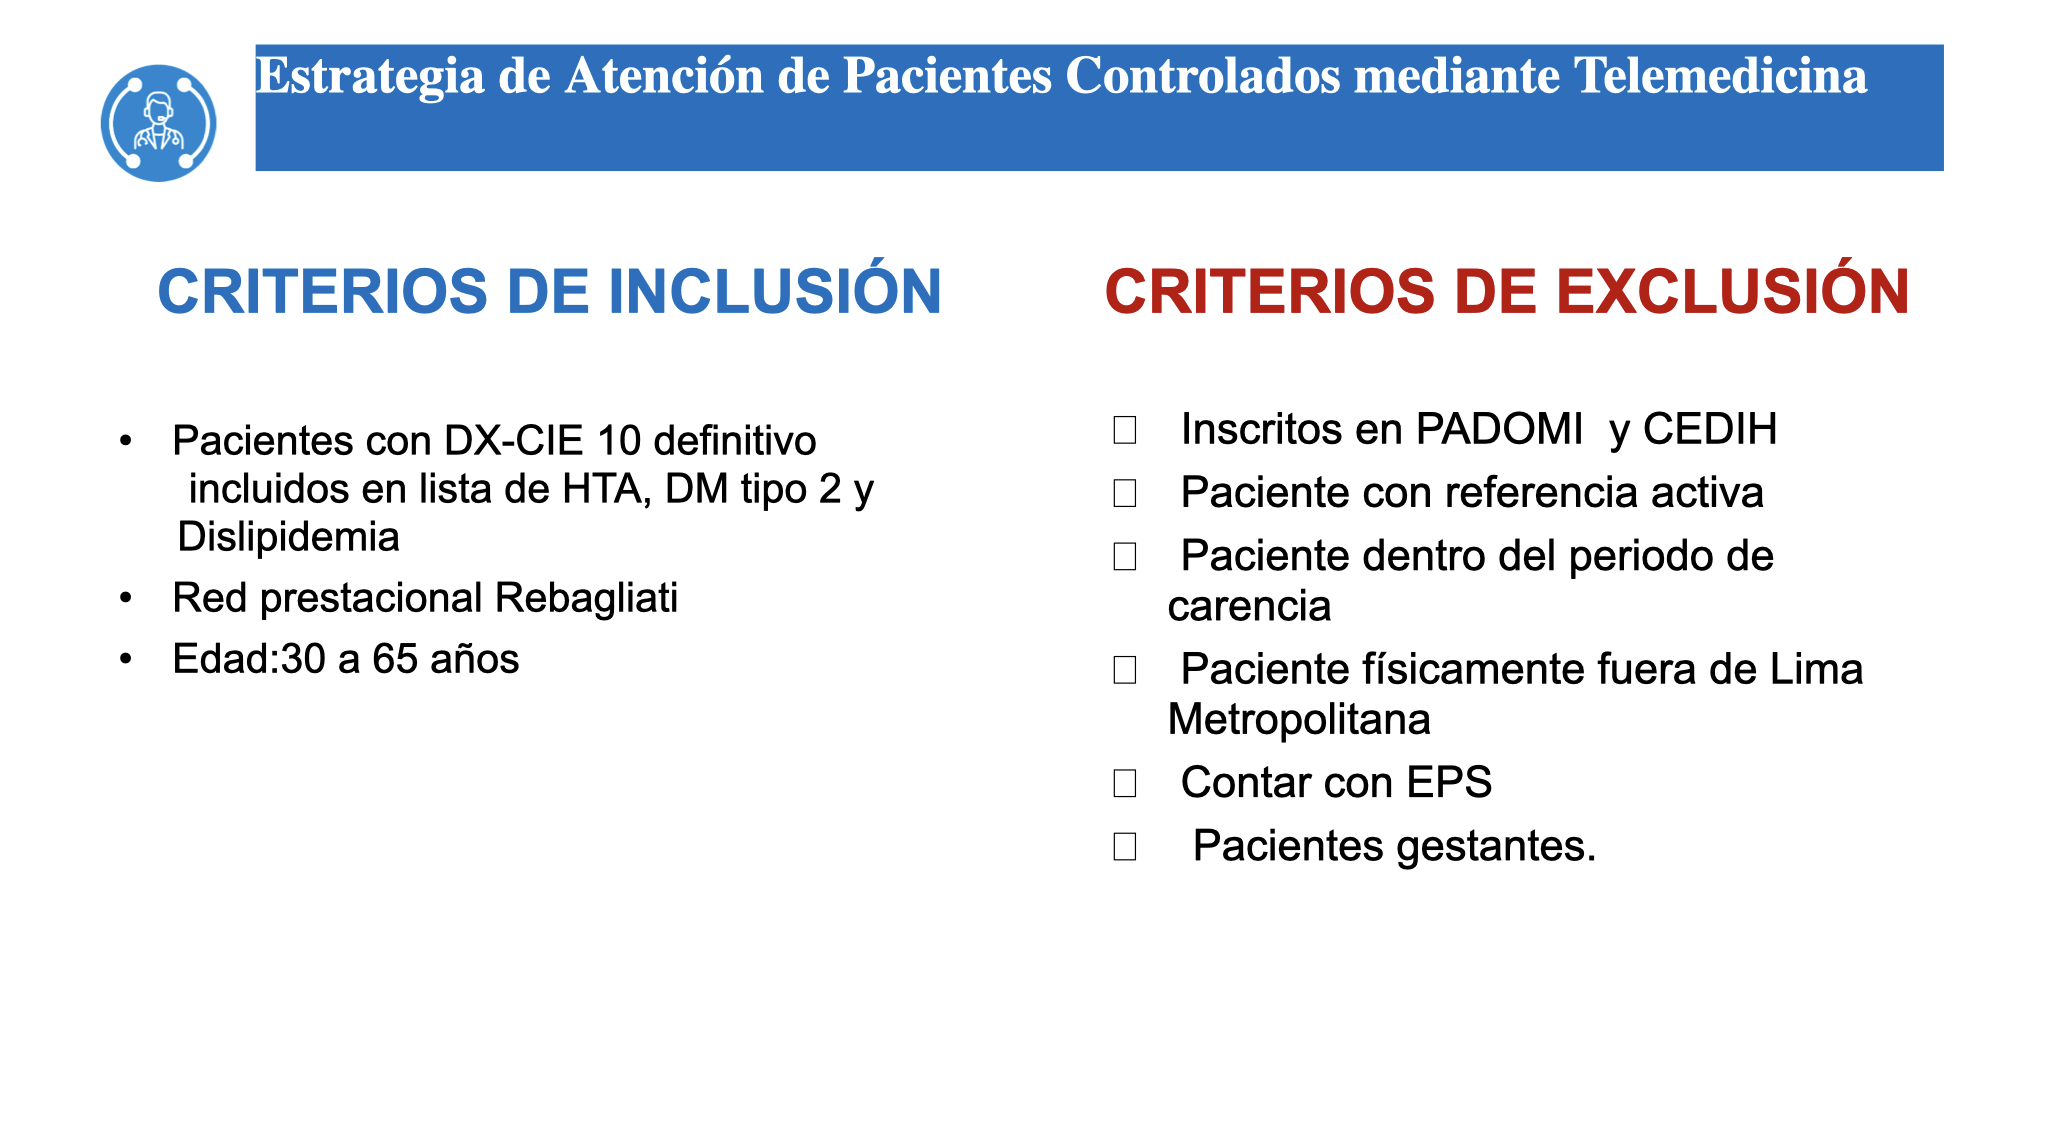 Estrategia de Atención de Pacientes Controlados mediante Telemedicina
CRITERIOS DE INCLUSIÓN
• Pacientes con DX-CIE 10 definitivo
incluidos en lista de HTA, DM tipo 2 y
Dislipidemia
• Red prestacional Rebagliati
• Edad:30 a 65 años
CRITERIOS DE EXCLUSIÓN
Inscritos en PADOMI y CEDIH
Paciente con referencia activa
Paciente dentro del periodo de
carencia
Paciente físicamente fuera de Lima
Metropolitana
Contar con EPS
Pacientes gestantes.